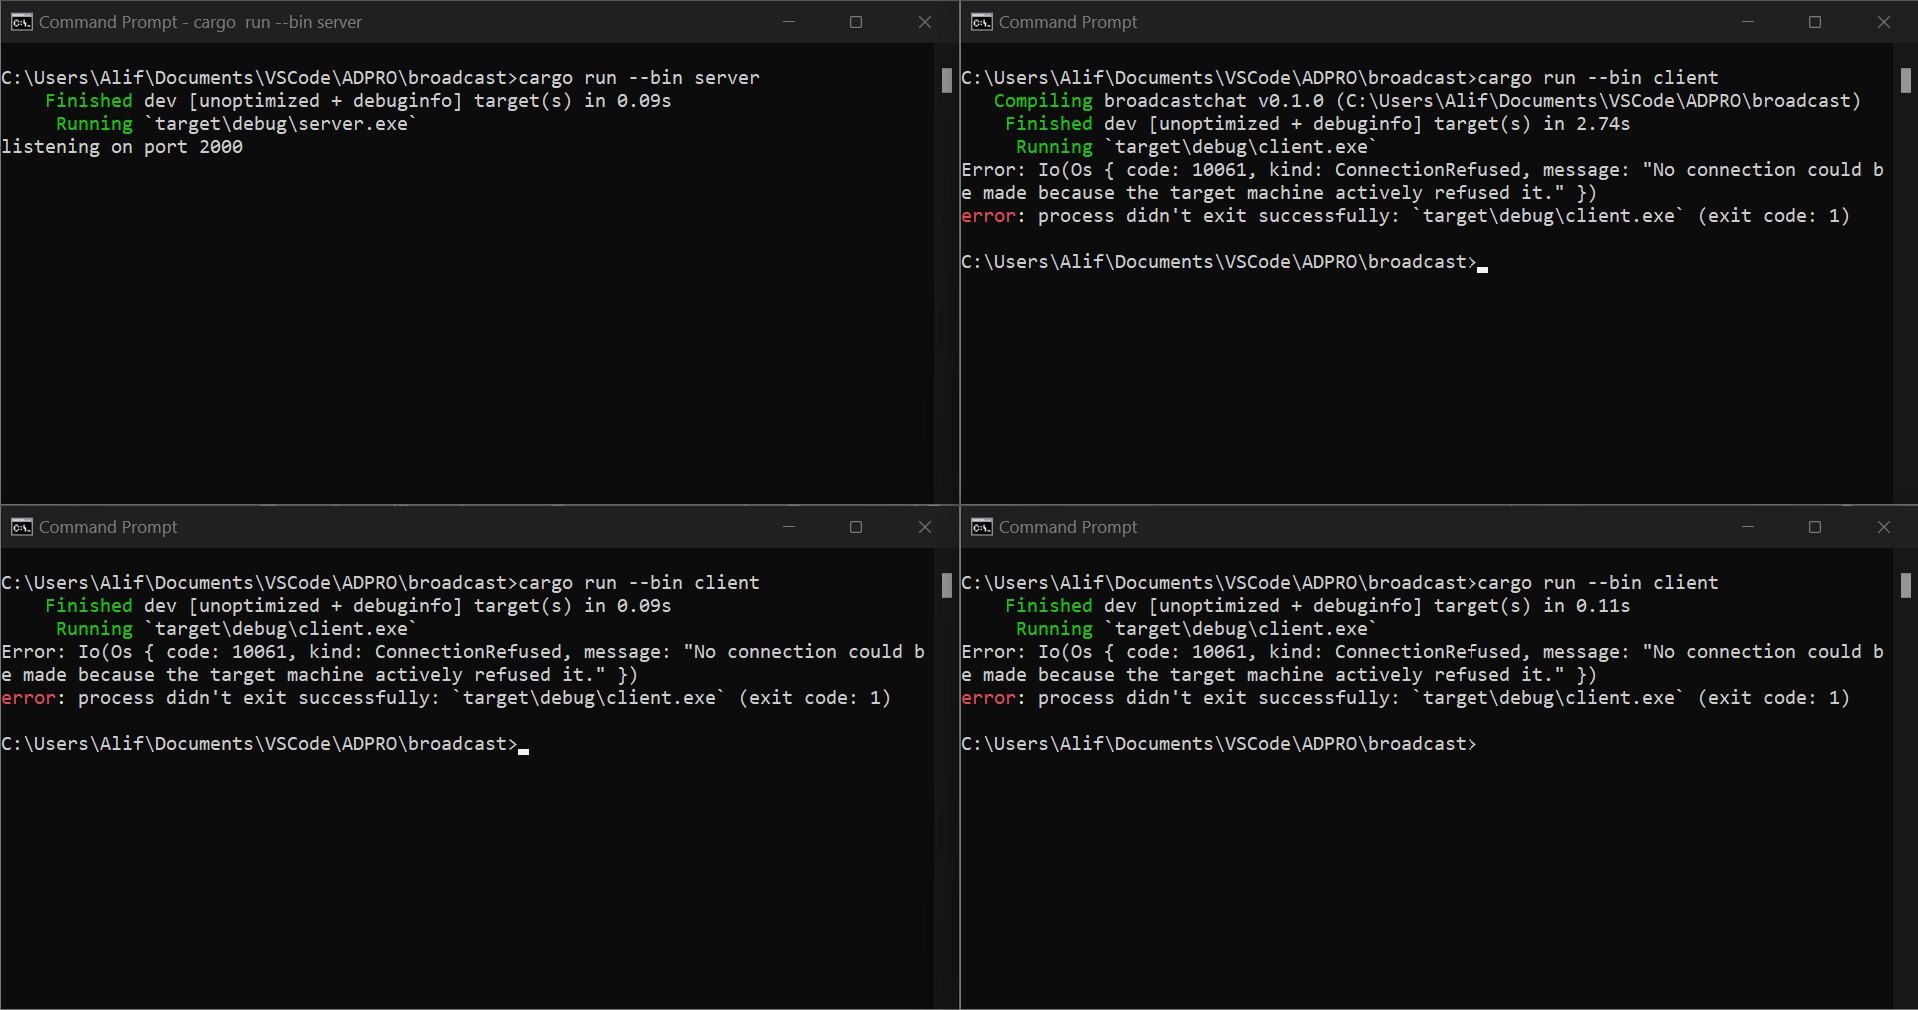 Command Prompt - cargo  run --bin server
C:\Users\Alif\Documents\VSCode\ADPRO\broadcast>cargo run --bin server
Finished dev [unoptimized + debuginfo] target(s) in 0.09s
Running `target\debug\server.exe`
listening on port 2000
Command Prompt
C:\Users\Alif\Documents\VSCode\ADPRO\broadcast>cargo run --bin client
Compiling broadcastchat v0.1.0 (C:\Users\Alif\Documents\VSCode\ADPRO\broadcast)
Finished dev [unoptimized + debuginfo] target(s) in 2.74s
Running `target\debug\client.exe`
Error: Io(Os { code: 10061, kind: ConnectionRefused, message: "No connection could b
e made because the target machine actively refused it." })
error: process didn't exit successfully: `target\debug\client.exe` (exit code: 1)
C:\Users\Alif\Documents\VSCode\ADPRO\broadcast>
Command Prompt
C:\Users\Alif\Documents\VSCode\ADPRO\broadcast>cargo run --bin client
Finished dev [unoptimized + debuginfo] target(s) in 0.09s
Running `target\debug\client.exe`
Error: Io(Os { code: 10061, kind: ConnectionRefused, message: "No connection could b
e made because the target machine actively refused it." })
error: process didn't exit successfully: `target\debug\client.exe` (exit code: 1)
C:\Users\Alif\Documents\VSCode\ADPRO\broadcast>
Command Prompt
C:\Users\Alif\Documents\VSCode\ADPRO\broadcast>cargo run --bin client
Finished dev [unoptimized + debuginfo] target(s) in 0.11s
Running `target\debug\client.exe`
Error: Io(Os { code: 10061, kind: ConnectionRefused, message: "No connection could b
e made because the target machine actively refused it." })
error: process didn't exit successfully: `target\debug\client.exe` (exit code: 1)
C:\Users\Alif\Documents\VSCode\ADPRO\broadcast>